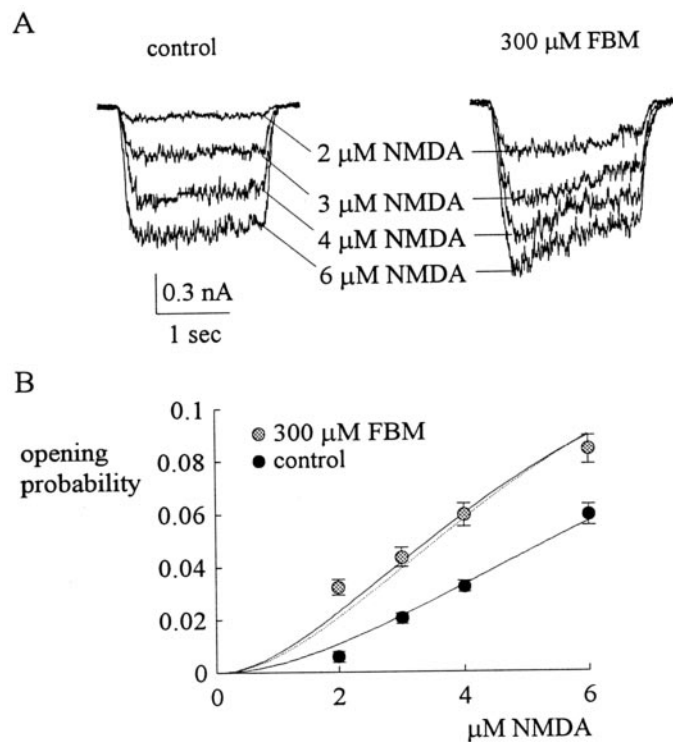 A
control
300 μM FBM
2 μM NMDA
3 μM NMDA
4 μM NMDA
6 μM NMDA
0.3 nA
1 sec
B
opening
probability
0.1
0.08
0.06
0.04
0.02
0
300 μM FBM
control
0
2
4
6
μM NMDA